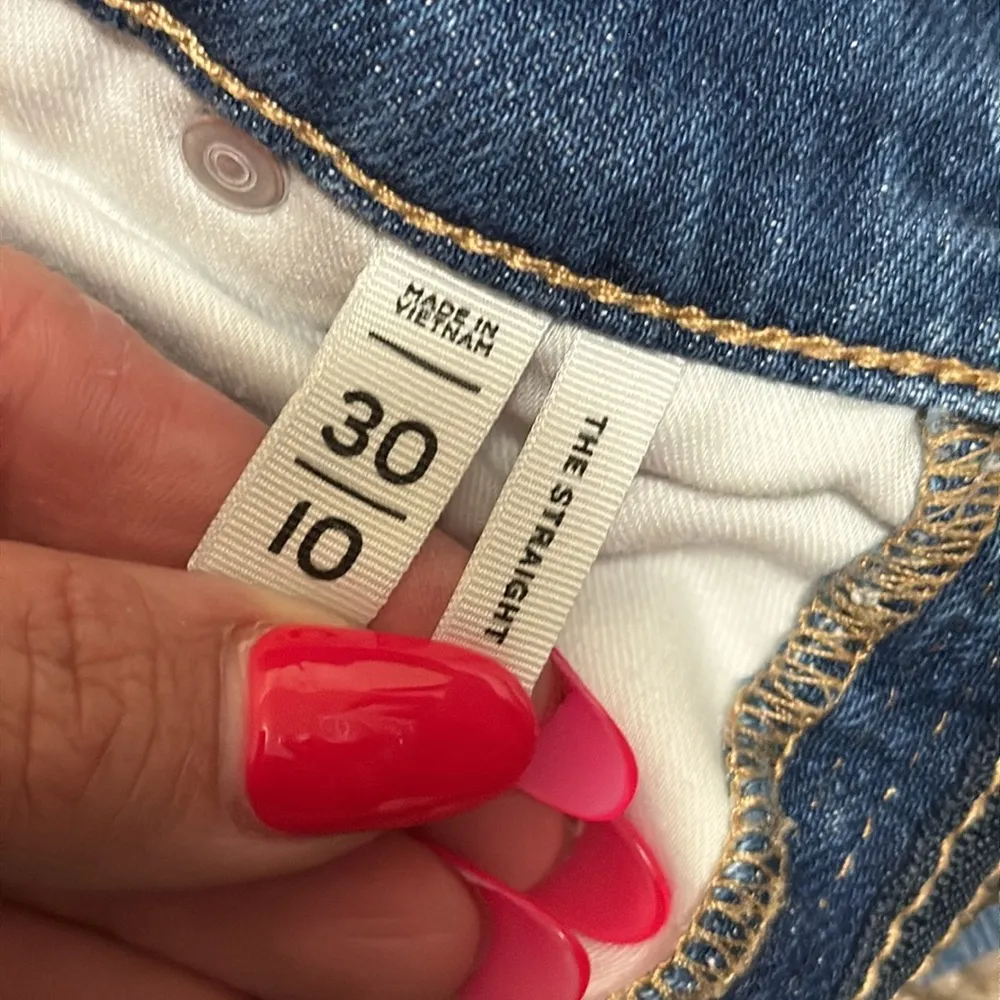 MADE IN
VIETNAM
30
10
THE STRAIGHT